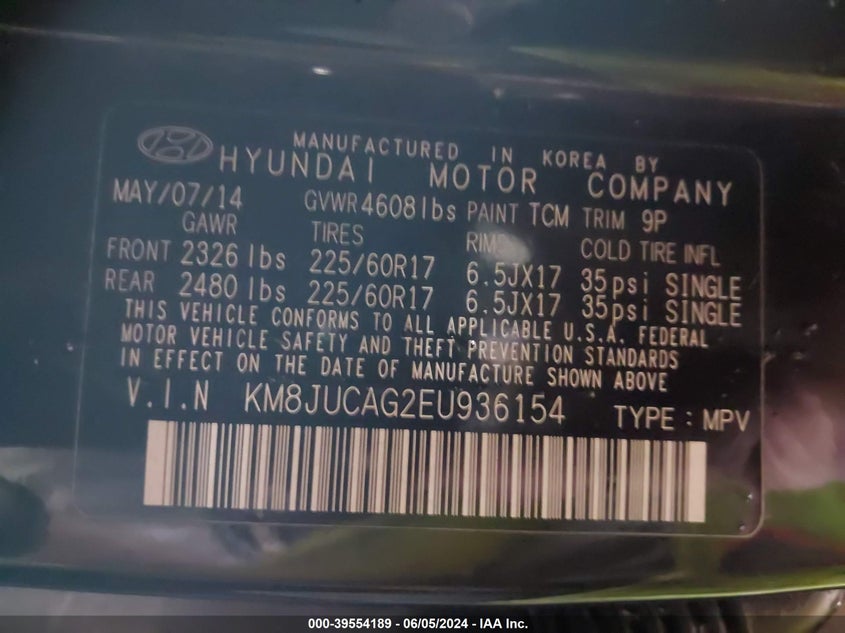 MANUFACTURED IN KOREA BY
HYUNDAI MOTOR COMPANY
MAY/07/14 GVWR 4608lbs PAINT TCM TRIM 9P
GAWR TIRES RIMS COLD TIRE INFL
FRONT 2326 lbs 225/60R17 6.5JX17 35psi SINGLE
REAR 2480 lbs 225/60R17 6.5JX17 35psi SINGLE
THIS VEHICLE CONFORMS TO ALL APPLICABLE U.S.A. FEDERAL
MOTOR VEHICLE SAFETY AND THEFT PREVENTION STANDARDS
IN EFFECT ON THE DATE OF MANUFACTURE SHOWN ABOVE
V.I.N KM8JUCAG2EU936154 TYPE : MPV
000-39554189 - 06/05/2024 - IAA Inc.